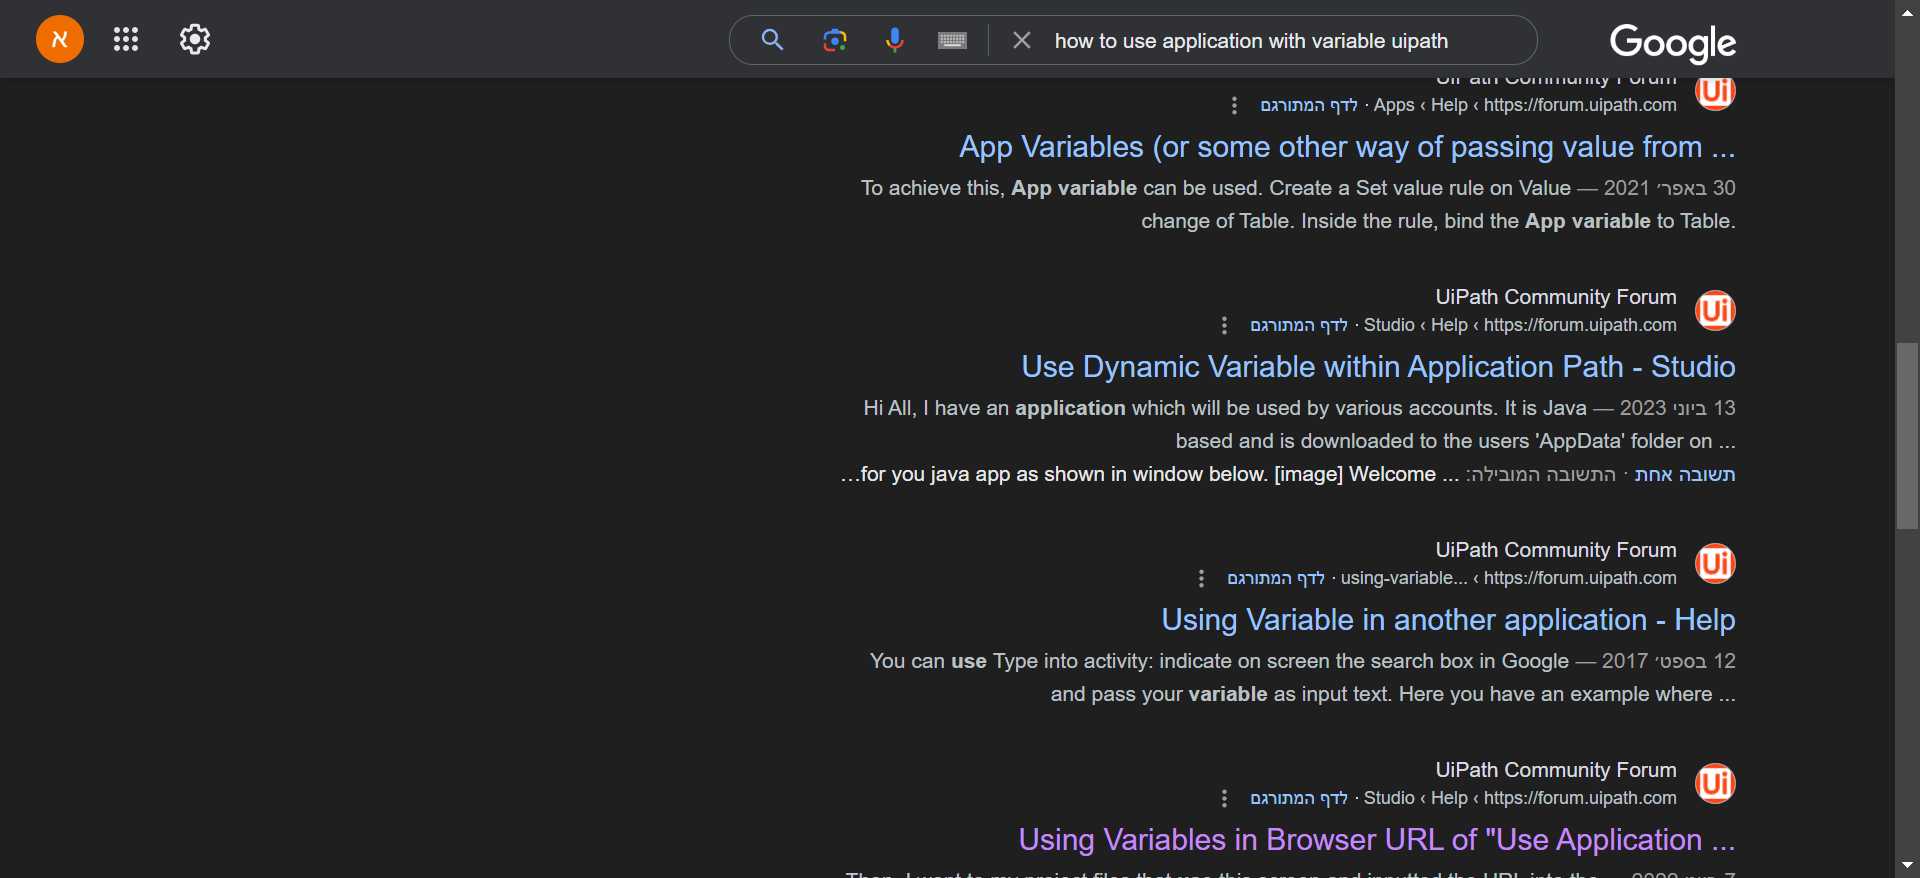 א
how to use application with variable uipath
Google
UiPath Community Forum
https://forum.uipath.com › Help › Apps · לדף המתורגם
App Variables (or some other way of passing value from ...
30 באפר׳ 2021 — To achieve this, App variable can be used. Create a Set value rule on Value
change of Table. Inside the rule, bind the App variable to Table.
UiPath Community Forum
https://forum.uipath.com › Help › Studio · לדף המתורגם
Use Dynamic Variable within Application Path - Studio
13 ביוני 2023 — Hi All, I have an application which will be used by various accounts. It is Java
based and is downloaded to the users 'AppData' folder on ...
תשובה אחת · התשובה המובילה: for you java app as shown in window below. [image] Welcome ...…
UiPath Community Forum
https://forum.uipath.com › using-variable... · לדף המתורגם
Using Variable in another application - Help
12 בספט׳ 2017 — You can use Type into activity: indicate on screen the search box in Google
and pass your variable as input text. Here you have an example where ...
UiPath Community Forum
https://forum.uipath.com › Help › Studio · לדף המתורגם
Using Variables in Browser URL of "Use Application ...